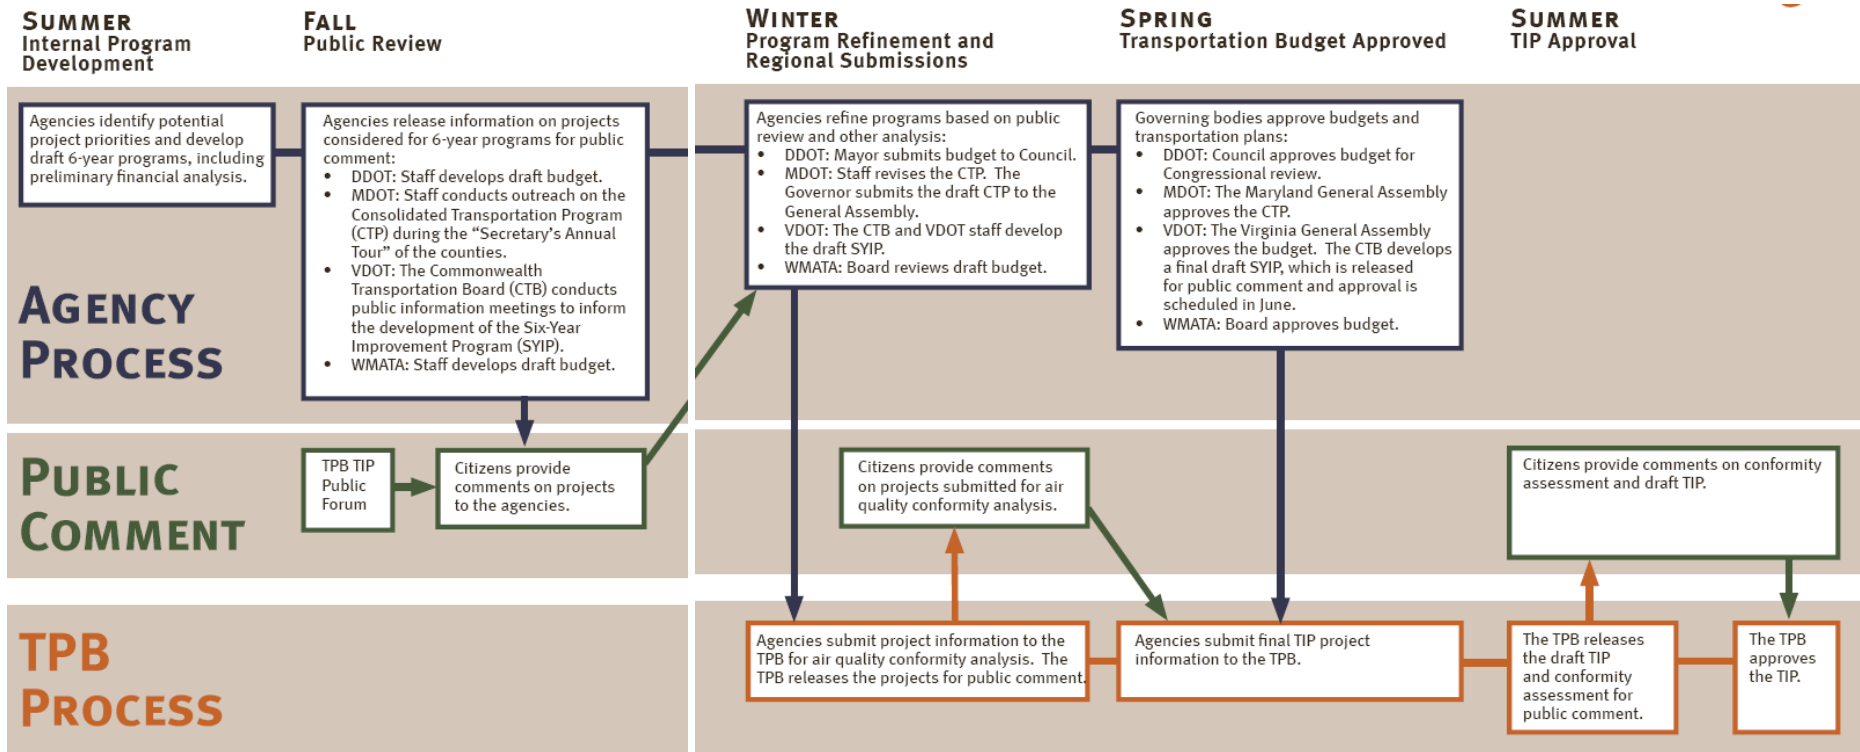 SUMMER
Internal Program
Development
FALL
Public Review
WINTER
Program Refinement and
Regional Submissions
SPRING
Transportation Budget Approved
SUMMER
TIP Approval
AGENCY
PROCESS
Agencies identify potential
project priorities and develop
draft 6-year programs, including
preliminary financial analysis.
Agencies release information on projects
considered for 6-year programs for public
comment:
• DDOT: Staff develops draft budget.
• MDOT: Staff conducts outreach on the
Consolidated Transportation Program
(CTP) during the “Secretary’s Annual
Tour” of the counties.
• VDOT: The Commonwealth
Transportation Board (CTB) conducts
public information meetings to inform
the development of the Six-Year
Improvement Program (SYIP).
• WMATA: Staff develops draft budget.
Agencies refine programs based on public
review and other analysis:
• DDOT: Mayor submits budget to Council.
• MDOT: Staff revises the CTP. The
Governor submits the draft CTP to the
General Assembly.
• VDOT: The CTB and VDOT staff develop
the draft SYIP.
• WMATA: Board reviews draft budget.
Governing bodies approve budgets and
transportation plans:
• DDOT: Council approves budget for
Congressional review.
• MDOT: The Maryland General Assembly
approves the CTP.
• VDOT: The Virginia General Assembly
approves the budget. The CTB develops
a final draft SYIP, which is released
for public comment and approval is
scheduled in June.
• WMATA: Board approves budget.
PUBLIC
COMMENT
TPB TIP
Public
Forum
Citizens provide
comments on projects
to the agencies.
Citizens provide comments
on projects submitted for air
quality conformity analysis.
Citizens provide comments on conformity
assessment and draft TIP.
TPB
PROCESS
Agencies submit project information to the
TPB for air quality conformity analysis. The
TPB releases the projects for public comment.
Agencies submit final TIP project
information to the TPB.
The TPB releases
the draft TIP
and conformity
assessment for
public comment.
The TPB
approves
the TIP.